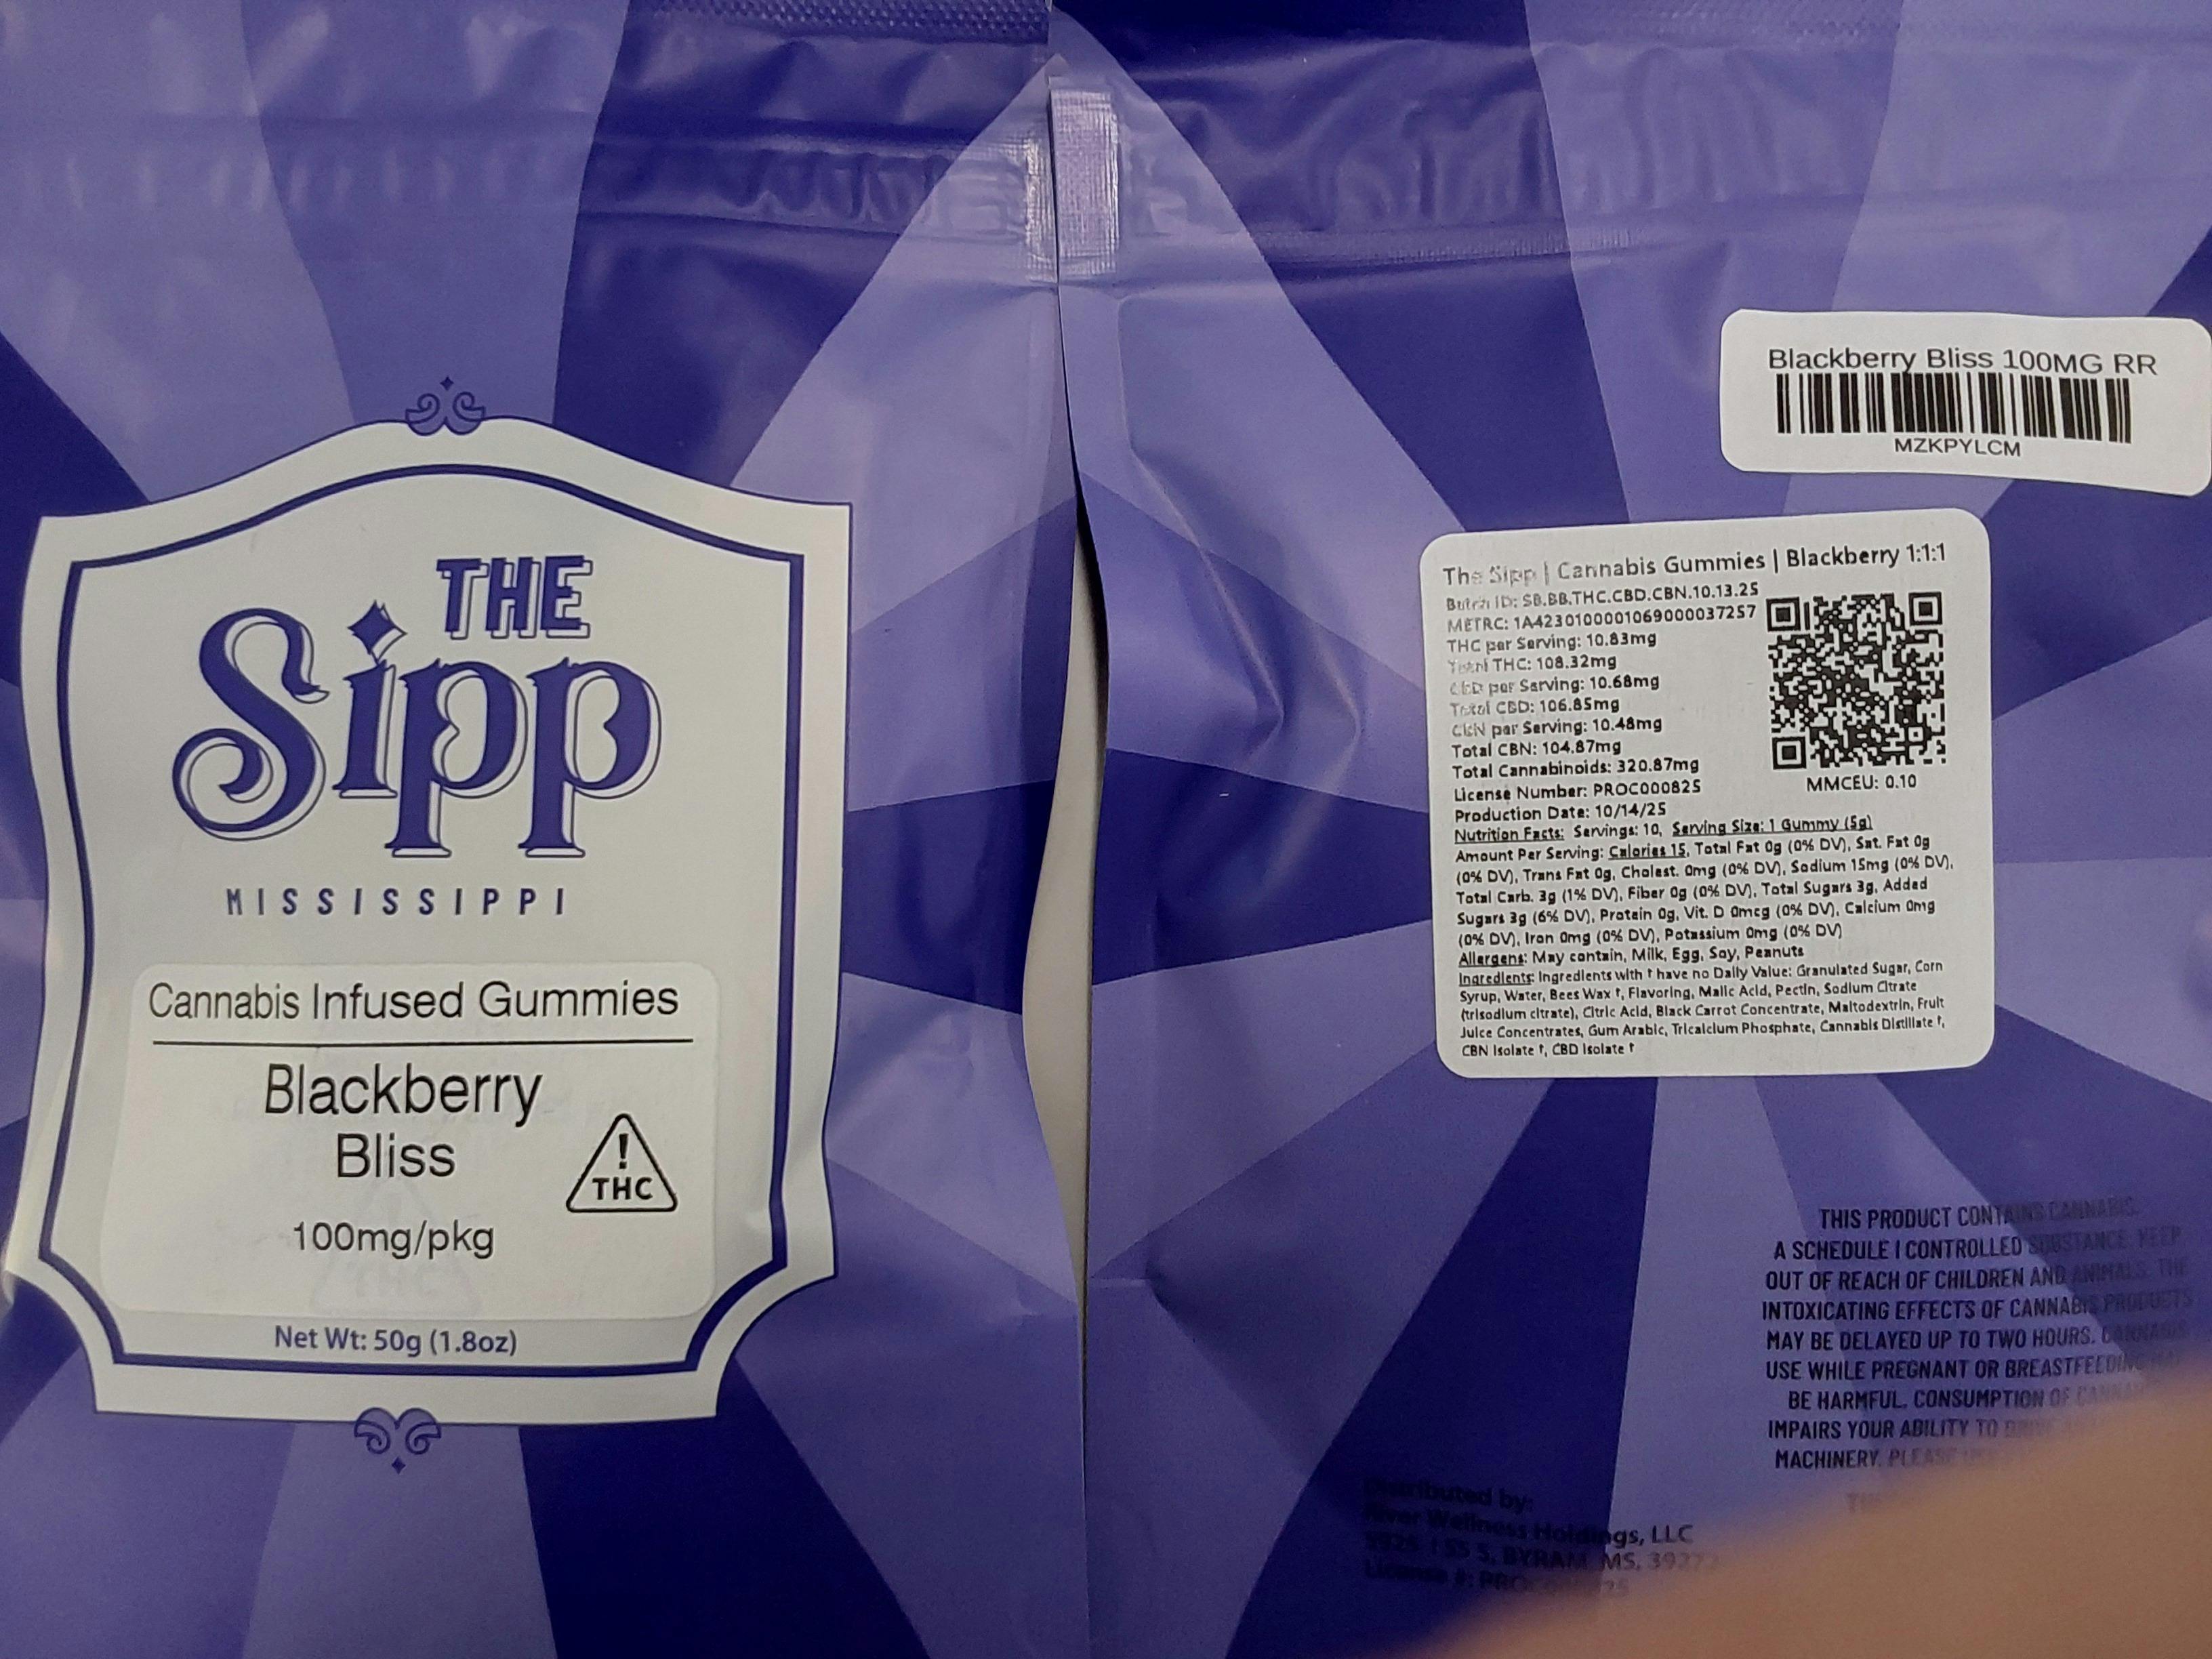 THE
Sipp
MISSISSIPPI
Cannabis Infused Gummies
Blackberry
Bliss
! THC
100mg/pkg
Net Wt: 50g (1.8oz)
Blackberry Bliss 100MG RR
MZKPYLCM
The Sipp | Cannabis Gummies | Blackberry 1:1:1
Batch ID: SB.BB.THC.CBD.CBN.10.13.25
METRC: 1A4230100001069000037257
THC per Serving: 10.83mg
Total THC: 108.32mg
CBD per Serving: 10.68mg
Total CBD: 106.85mg
CBN per Serving: 10.48mg
Total CBN: 104.87mg
Total Cannabinoids: 320.87mg
License Number: PROC000825
Production Date: 10/14/25
MMCEU: 0.10
Nutrition Facts: Servings: 10, Serving Size: 1 Gummy (5g)
Amount Per Serving: Calories 15, Total Fat 0g (0% DV), Sat. Fat 0g
(0% DV), Trans Fat 0g, Cholest. 0mg (0% DV), Sodium 15mg (0% DV),
Total Carb. 3g (1% DV), Fiber 0g (0% DV), Total Sugars 3g, Added
Sugars 3g (6% DV), Protein 0g, Vit. D 0mcg (0% DV), Calcium 0mg
(0% DV), Iron 0mg (0% DV), Potassium 0mg (0% DV)
Allergens: May contain, Milk, Egg, Soy, Peanuts
Ingredients: Ingredients with † have no Daily Value: Granulated Sugar, Corn
Syrup, Water, Bees Wax †, Flavoring, Malic Acid, Pectin, Sodium Citrate
(trisodium citrate), Citric Acid, Black Carrot Concentrate, Maltodextrin, Fruit
Juice Concentrates, Gum Arabic, Tricalcium Phosphate, Cannabis Distillate †,
CBN Isolate †, CBD Isolate †
THIS PRODUCT CONTAINS CANNABIS.
A SCHEDULE I CONTROLLED SUBSTANCE. KEEP
OUT OF REACH OF CHILDREN AND ANIMALS. THE
INTOXICATING EFFECTS OF CANNABIS PRODUCTS
MAY BE DELAYED UP TO TWO HOURS. CANNABIS
USE WHILE PREGNANT OR BREASTFEEDING
BE HARMFUL. CONSUMPTION OF
IMPAIRS YOUR ABILITY TO
MACHINERY. PLEASE
Distributed by:
River Wellness Holdings, LLC
BYRAM, MS,
License #: